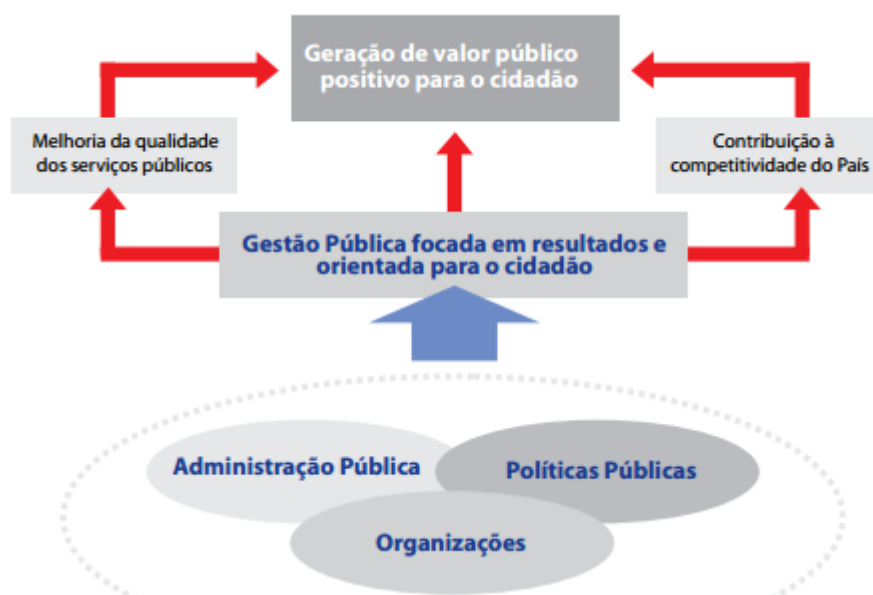 Geração de valor público
positivo para o cidadão
Melhoria da qualidade
dos serviços públicos
Contribuição à
competitividade do País
Gestão Pública focada em resultados e
orientada para o cidadão
Administração Pública
Políticas Públicas
Organizações